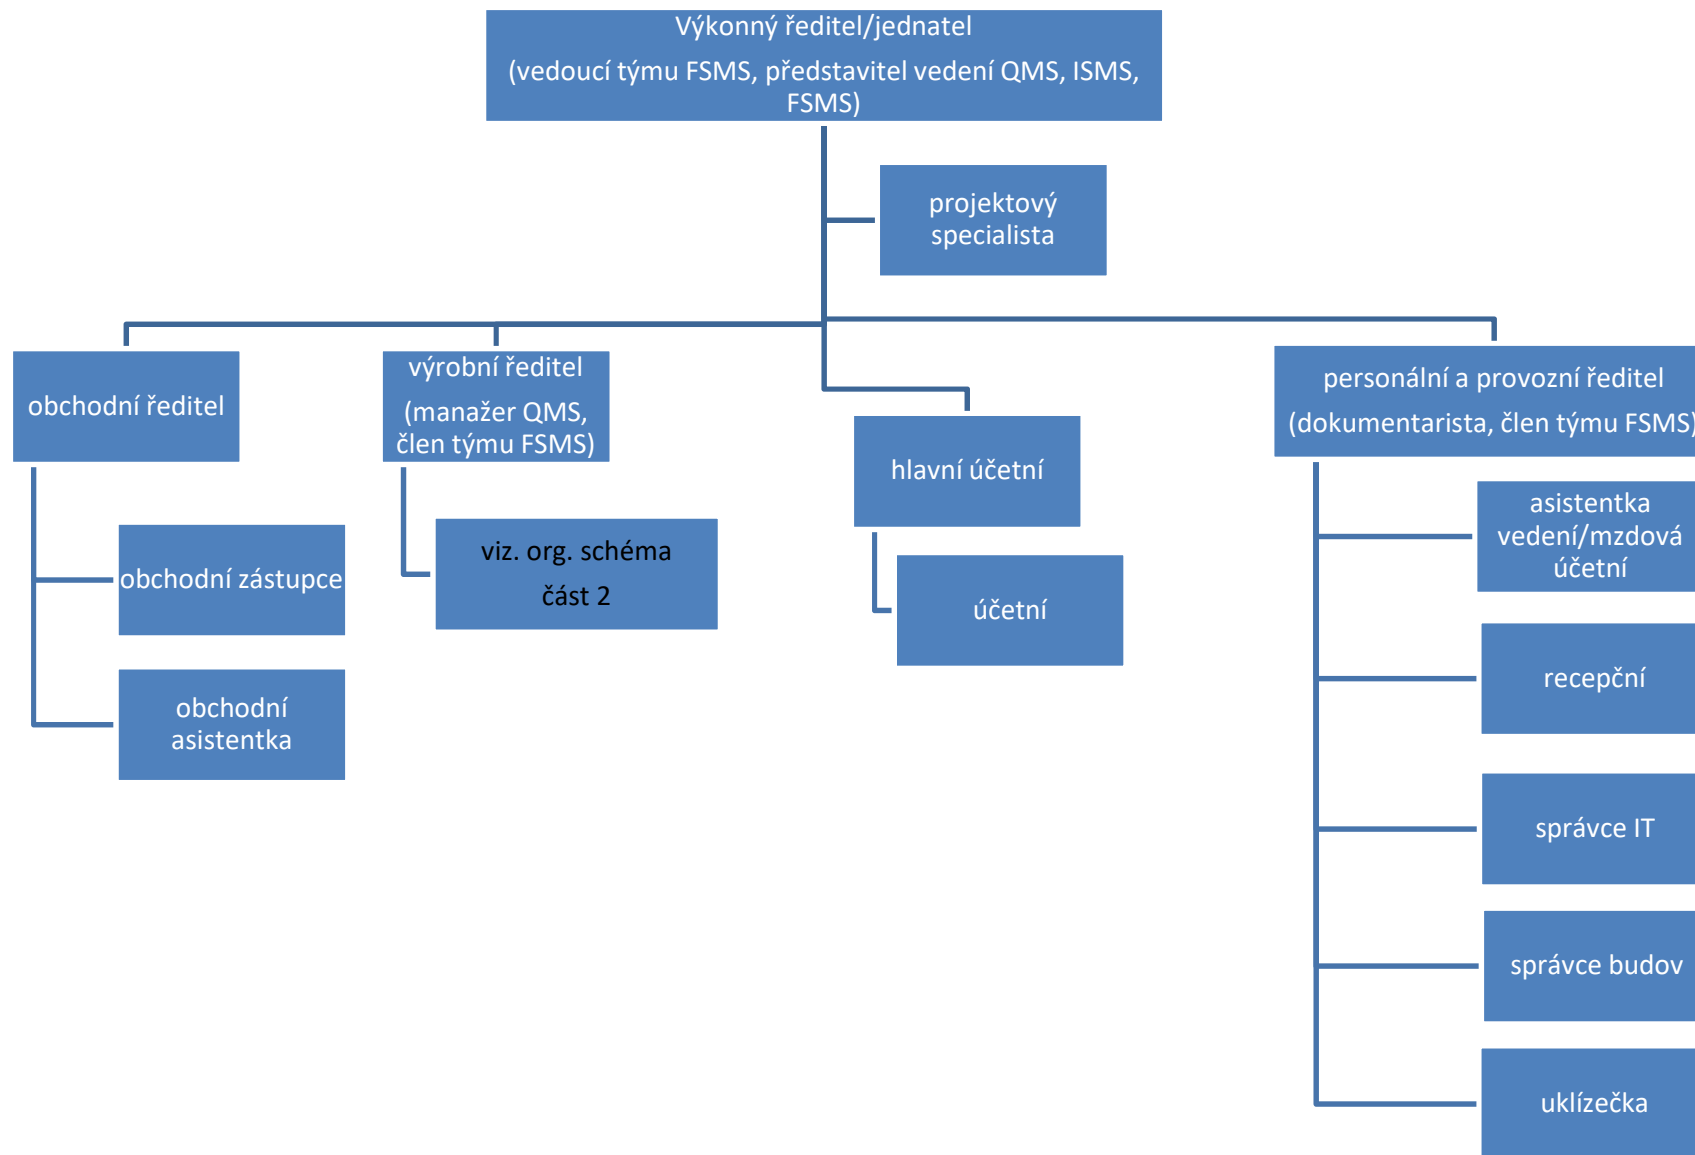 Výkonný ředitel/jednatel
(vedoucí týmu FSMS, představitel vedení QMS, ISMS,
FSMS)
projektový
specialista
obchodní ředitel
obchodní zástupce
obchodní
asistentka
výrobní ředitel
(manažer QMS,
člen týmu FSMS)
viz. org. schéma
část 2
hlavní účetní
účetní
personální a provozní ředitel
(dokumentarista, člen týmu FSMS)
asistentka
vedení/mzdová
účetní
recepční
správce IT
správce budov
uklízečka